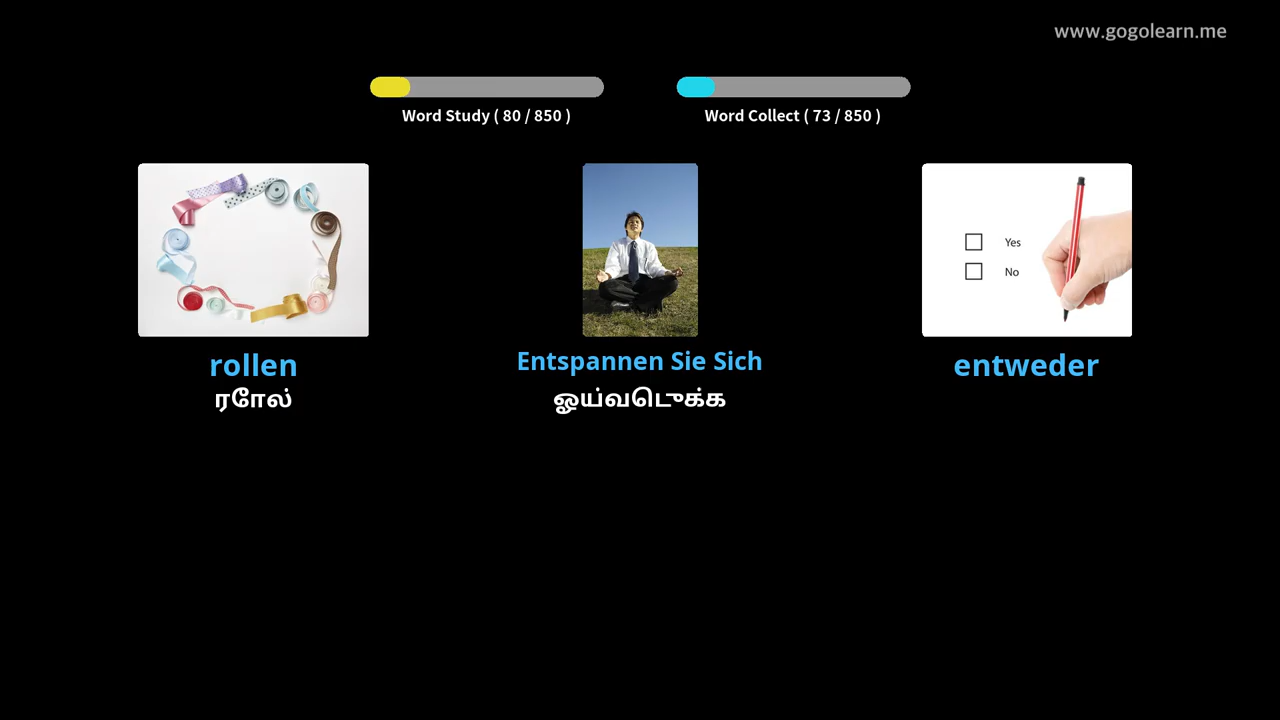 www.gogolearn.me
Word Study ( 80 / 850 )
Word Collect ( 73 / 850 )
Yes
No
rollen
Entspannen Sie Sich
entweder
ரோல்
ஓய்வெடுக்க